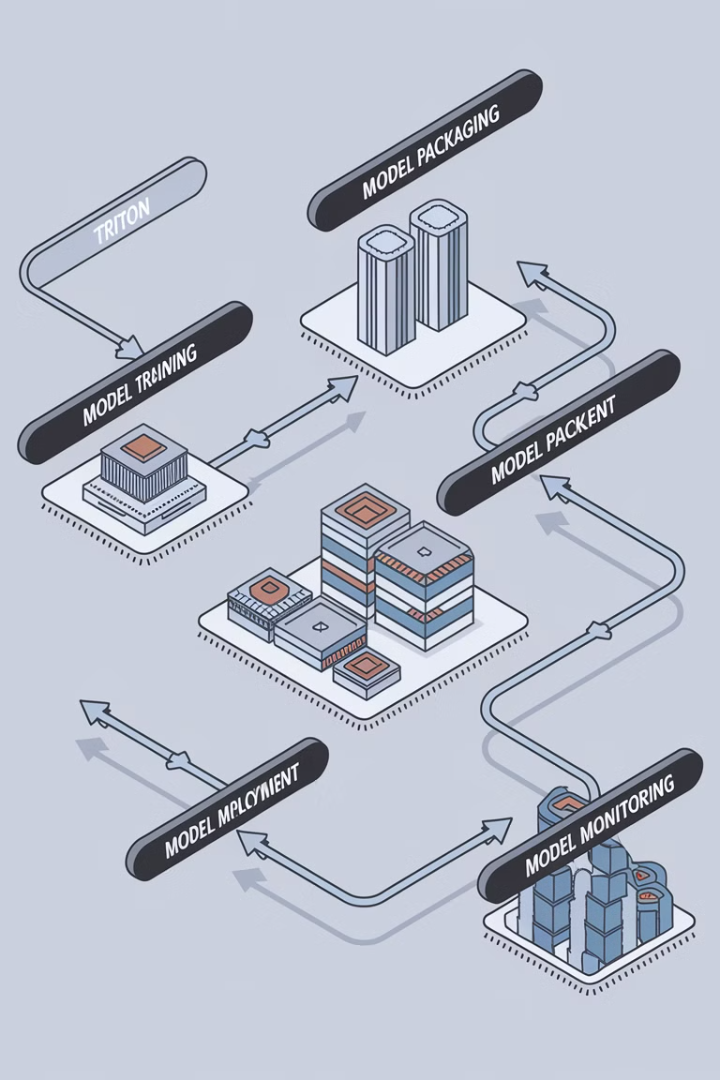 MODEL PACKAGING
TRITON
MODEL TRAINING
MODEL PACKENT
MODEL MPLOYMENT
MODEL MONITORING